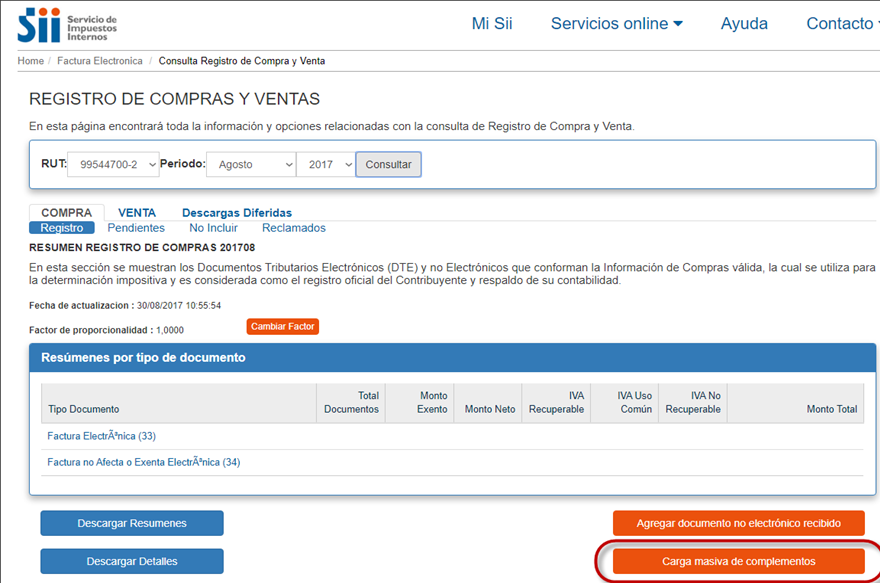 Sii Servicio de
Impuestos
Internos
Mi Sii Servicios online Ayuda Contacto
Home / Factura Electronica / Consulta Registro de Compra y Venta
REGISTRO DE COMPRAS Y VENTAS
En esta página encontrará toda la información y opciones relacionadas con la consulta de Registro de Compra y Venta.
RUT: 99544700-2 Periodo: Agosto 2017 Consultar
COMPRA VENTA Descargas Diferidas
Registro Pendientes No Incluir Reclamados
RESUMEN REGISTRO DE COMPRAS 201708
En esta sección se muestran los Documentos Tributarios Electrónicos (DTE) y no Electrónicos que conforman la Información de Compras válida, la cual se utiliza para
la determinación impositiva y es considerada como el registro oficial del Contribuyente y respaldo de su contabilidad.
Fecha de actualizacion : 30/08/2017 10:55:54
Factor de proporcionalidad : 1,0000 Cambiar Factor
Resúmenes por tipo de documento
Tipo Documento Total Documentos Monto Exento Monto Neto IVA Recuperable IVA Uso Común IVA No Recuperable Monto Total
Factura ElectrÃªnica (33)
Factura no Afecta o Exenta ElectrÃªnica (34)
Descargar Resumenes Agregar documento no electrónico recibido
Descargar Detalles Carga masiva de complementos